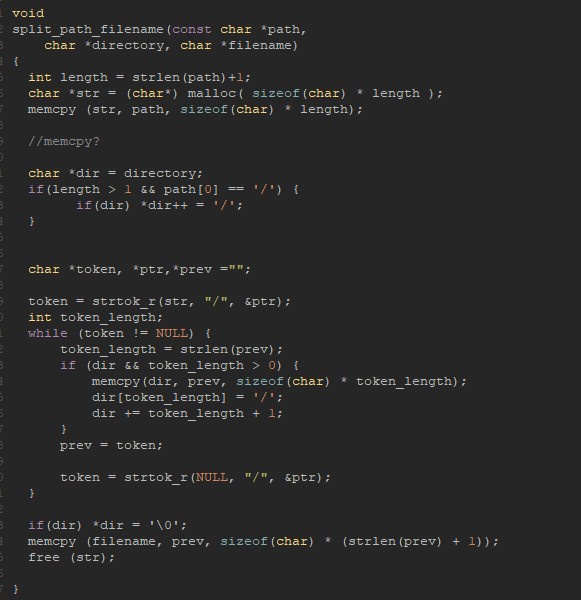 void
split_path_filename(const char *path,
    char *directory, char *filename)
{
  int length = strlen(path)+1;
  char *str = (char*) malloc( sizeof(char) * length );
  memcpy (str, path, sizeof(char) * length);

  //memcpy?

  char *dir = directory;
  if(length > 1 && path[0] == '/') {
        if(dir) *dir++ = '/';
  }

  char *token, *ptr,*prev ="";

  token = strtok_r(str, "/", &ptr);
  int token_length;
  while (token != NULL) {
      token_length = strlen(prev);
      if (dir && token_length > 0) {
          memcpy(dir, prev, sizeof(char) * token_length);
          dir[token_length] = '/';
          dir += token_length + 1;
      }
      prev = token;

      token = strtok_r(NULL, "/", &ptr);
  }

  if(dir) *dir = '\0';
  memcpy (filename, prev, sizeof(char) * (strlen(prev) + 1));
  free (str);

}